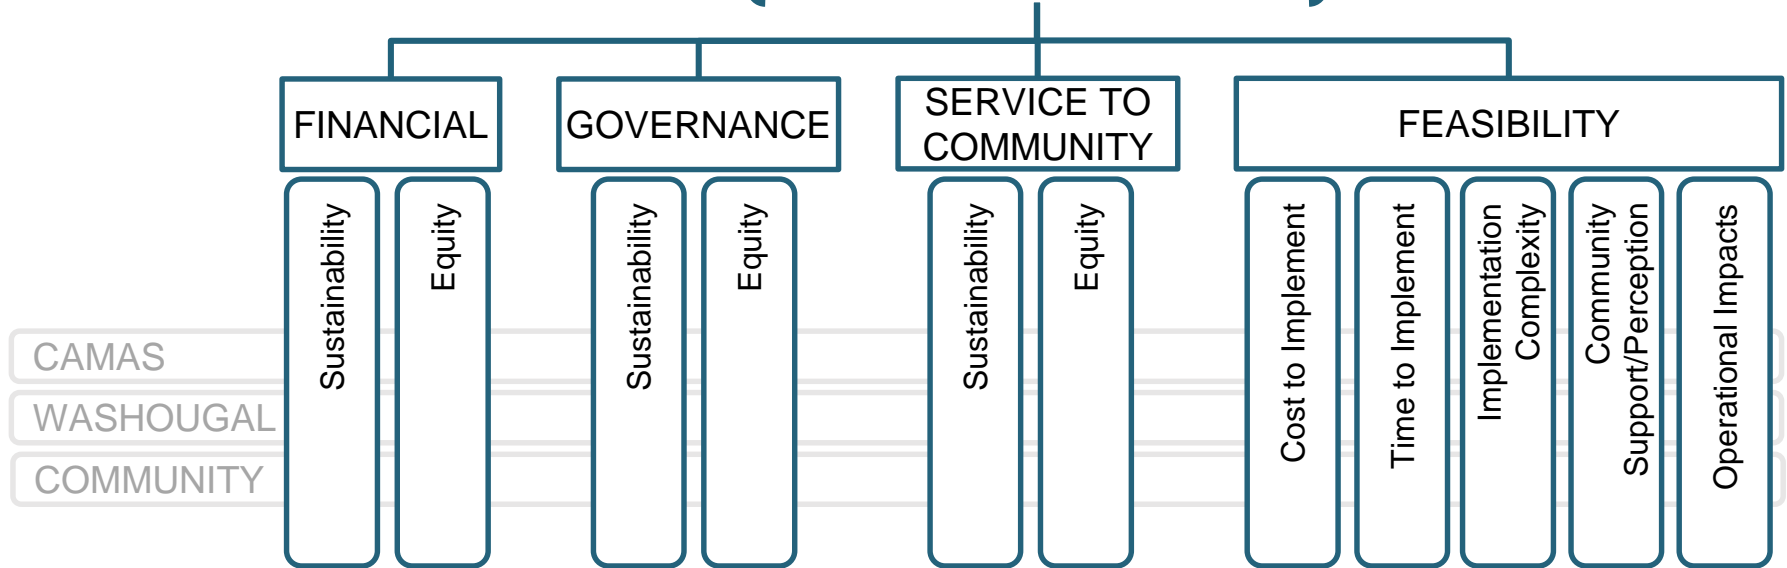 FINANCIAL
GOVERNANCE
SERVICE TO
COMMUNITY
FEASIBILITY
Sustainability
Equity
Sustainability
Equity
Sustainability
Equity
Cost to Implement
Time to Implement
Implementation
Complexity
Community
Support/Perception
Operational Impacts
CAMAS
WASHOUGAL
COMMUNITY